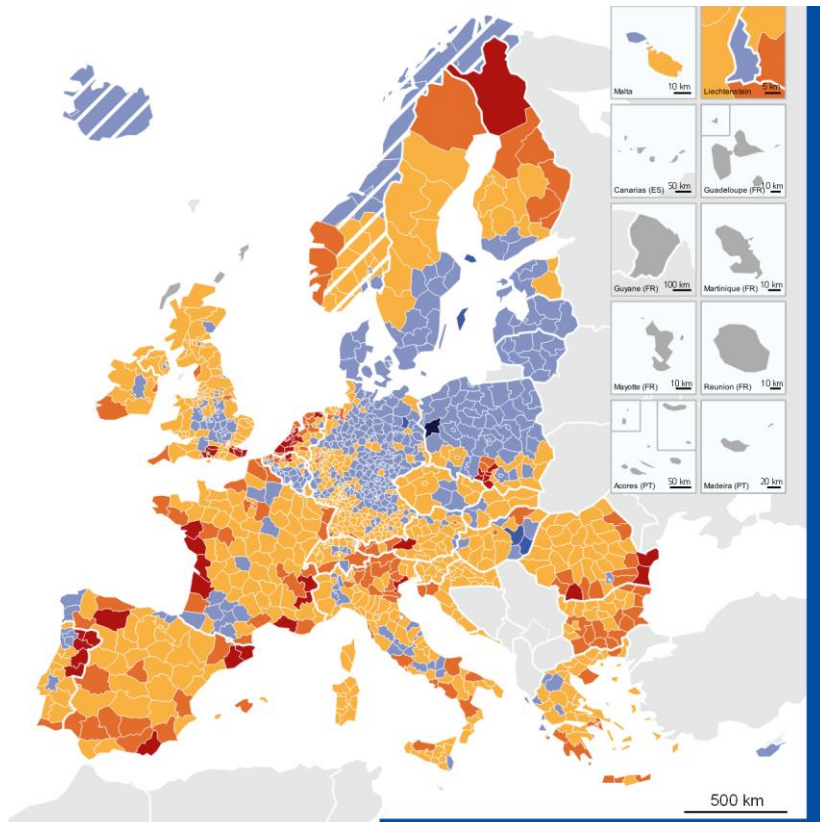 Malta
10 km
Liechtenstein
5 km
Canarias (ES)
50 km
Guadeloupe (FR)
10 km
Guyane (FR)
100 km
Martinique (FR)
10 km
Mayotte (FR)
10 km
Reunion (FR)
10 km
Acores (PT)
50 km
Madeira (PT)
20 km
500 km